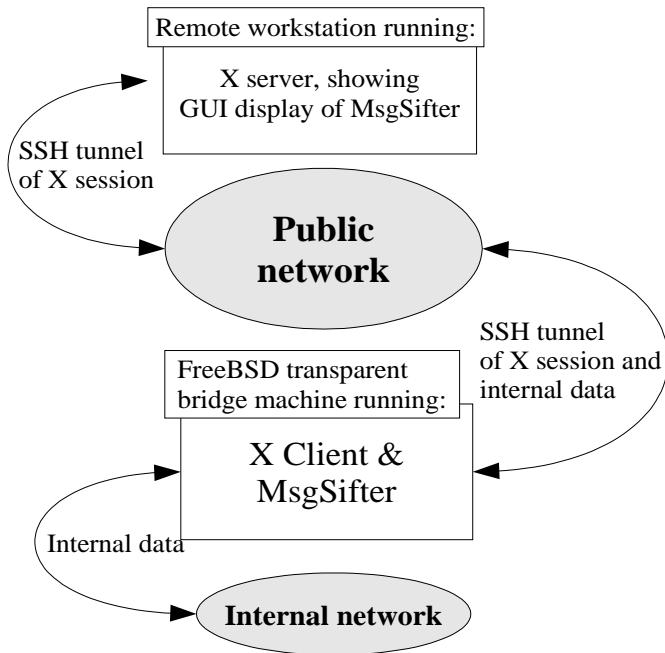 Remote workstation running:
X server, showing
GUI display of MsgSifter
SSH tunnel
of X session
Public
network
SSH tunnel
of X session and
internal data
FreeBSD transparent
bridge machine running:
X Client &
MsgSifter
Internal data
Internal network